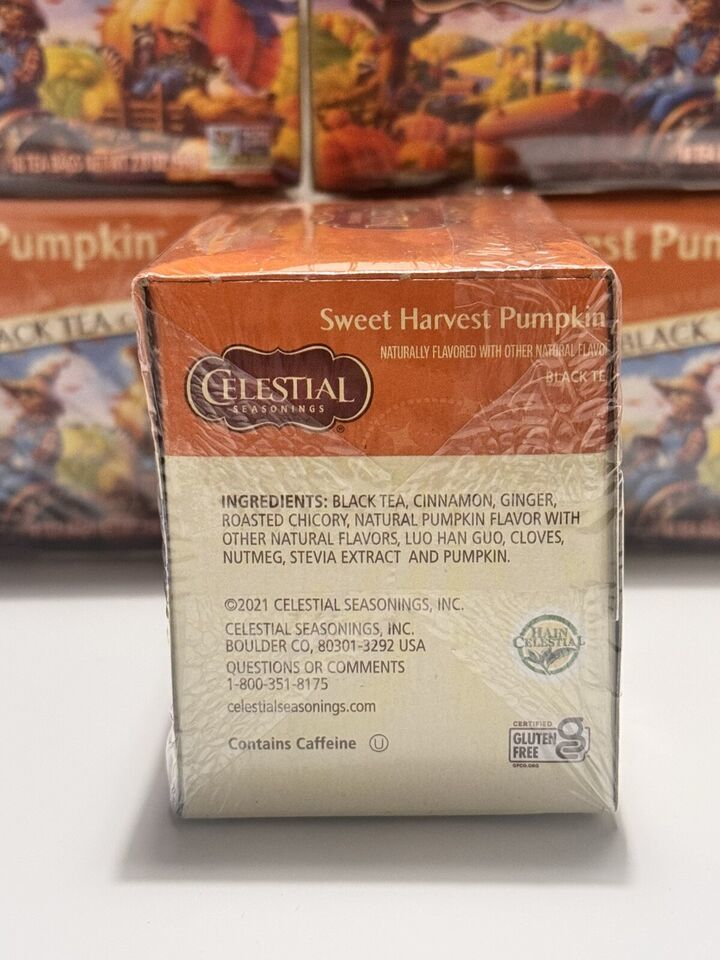 Pumpkin
ACK TEA
BLACK
Sweet Harvest Pumpkin
NATURALLY FLAVORED WITH OTHER NATURAL FLAVO
BLACK TE
CELESTIAL
SEASONINGS
®
INGREDIENTS: BLACK TEA, CINNAMON, GINGER,
ROASTED CHICORY, NATURAL PUMPKIN FLAVOR WITH
OTHER NATURAL FLAVORS, LUO HAN GUO, CLOVES,
NUTMEG, STEVIA EXTRACT AND PUMPKIN.
©2021 CELESTIAL SEASONINGS, INC.
CELESTIAL SEASONINGS, INC.
BOULDER CO, 80301-3292 USA
QUESTIONS OR COMMENTS
1-800-351-8175
celestialseasonings.com
HAIN
CELESTIAL
Contains Caffeine U
CERTIFIED
GLUTEN
FREE
GFCO.ORG